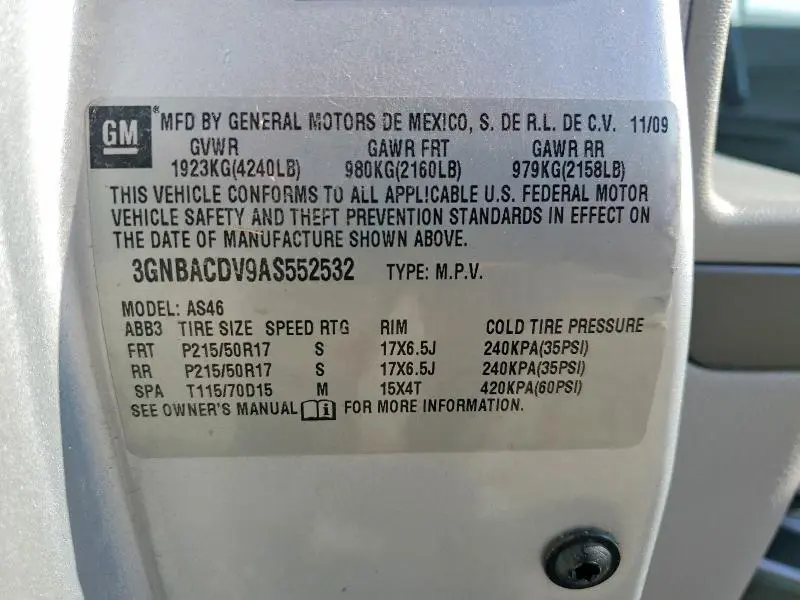 GM ® MFD BY GENERAL MOTORS DE MEXICO, S. DE R.L. DE C.V. 11/09
GVWR GAWR FRT GAWR RR
1923KG(4240LB) 980KG(2160LB) 979KG(2158LB)
THIS VEHICLE CONFORMS TO ALL APPLICABLE U.S. FEDERAL MOTOR
VEHICLE SAFETY AND THEFT PREVENTION STANDARDS IN EFFECT ON
THE DATE OF MANUFACTURE SHOWN ABOVE.
3GNBACDV9AS552532 TYPE: M.P.V.
MODEL: AS46
ABB3 TIRE SIZE SPEED RTG RIM COLD TIRE PRESSURE
FRT P215/50R17 S 17X6.5J 240KPA(35PSI)
RR P215/50R17 S 17X6.5J 240KPA(35PSI)
SPA T115/70D15 M 15X4T 420KPA(60PSI)
SEE OWNER'S MANUAL i FOR MORE INFORMATION.